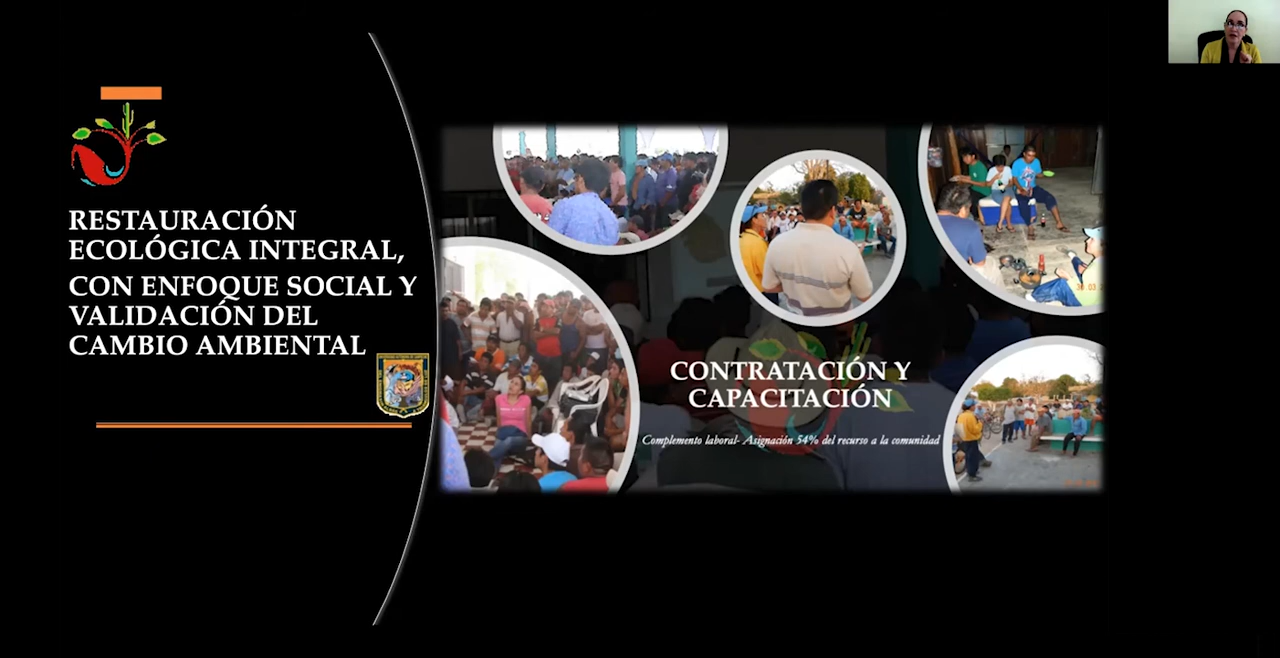 RESTAURACIÓN
ECOLÓGICA INTEGRAL,
CON ENFOQUE SOCIAL Y
VALIDACIÓN DEL
CAMBIO AMBIENTAL
CONTRATACIÓN Y
CAPACITACIÓN
Complemento laboral- Asignación 54% del recurso a la comunidad